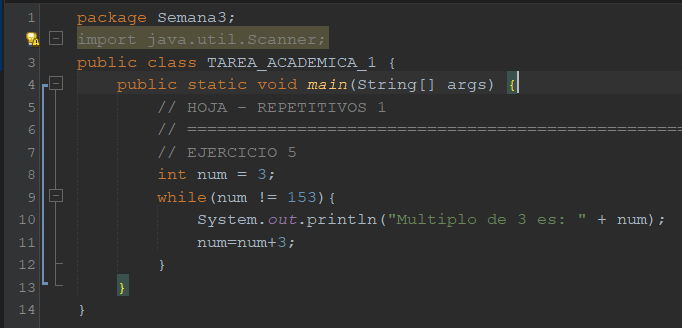 1 package Semana3;
import java.util.Scanner;
3 public class TAREA_ACADEMICA_1 {
4 public static void main(String[] args) {
5 // HOJA - REPETITIVOS 1
6 // ==================================================
7 // EJERCICIO 5
8 int num = 3;
9 while(num != 153){
10 System.out.println("Multiplo de 3 es: " + num);
11 num=num+3;
12 }
13 }
14 }